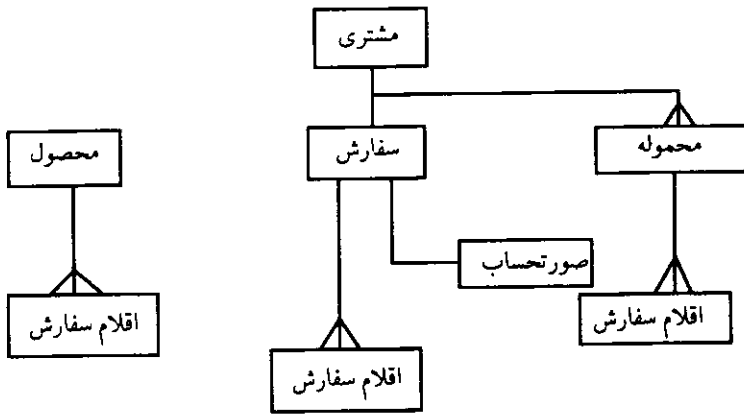 مشتری
سفارش
محموله
محصول
صورتحساب
اقلام سفارش
اقلام سفارش
اقلام سفارش